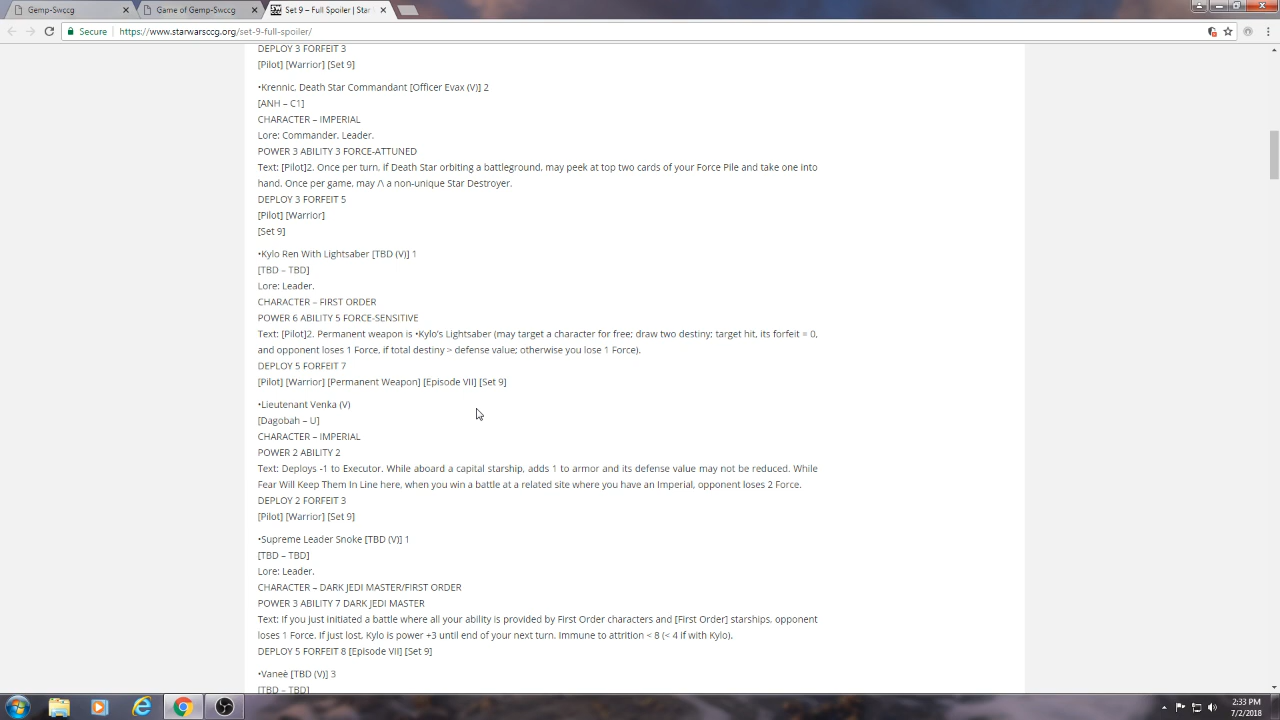 Gemp-Swccg
Game of Gemp-Swccg
Set 9 – Full Spoiler | Star
Secure
https://www.starwarsccg.org/set-9-full-spoiler/
DEPLOY 3 FORFEIT 3
[Pilot] [Warrior] [Set 9]
•Krennic, Death Star Commandant [Officer Evax (V)] 2
[ANH – C1]
CHARACTER – IMPERIAL
Lore: Commander. Leader.
POWER 3 ABILITY 3 FORCE-ATTUNED
Text: [Pilot]2. Once per turn, if Death Star orbiting a battleground, may peek at top two cards of your Force Pile and take one into
hand. Once per game, may /\ a non-unique Star Destroyer.
DEPLOY 3 FORFEIT 5
[Pilot] [Warrior]
[Set 9]
•Kylo Ren With Lightsaber [TBD (V)] 1
[TBD – TBD]
Lore: Leader.
CHARACTER – FIRST ORDER
POWER 6 ABILITY 5 FORCE-SENSITIVE
Text: [Pilot]2. Permanent weapon is •Kylo’s Lightsaber (may target a character for free; draw two destiny; target hit, its forfeit = 0,
and opponent loses 1 Force, if total destiny > defense value; otherwise you lose 1 Force).
DEPLOY 5 FORFEIT 7
[Pilot] [Warrior] [Permanent Weapon] [Episode VII] [Set 9]
•Lieutenant Venka (V)
[Dagobah – U]
CHARACTER – IMPERIAL
POWER 2 ABILITY 2
Text: Deploys -1 to Executor. While aboard a capital starship, adds 1 to armor and its defense value may not be reduced. While
Fear Will Keep Them In Line here, when you win a battle at a related site where you have an Imperial, opponent loses 2 Force.
DEPLOY 2 FORFEIT 3
[Pilot] [Warrior] [Set 9]
•Supreme Leader Snoke [TBD (V)] 1
[TBD – TBD]
Lore: Leader.
CHARACTER – DARK JEDI MASTER/FIRST ORDER
POWER 3 ABILITY 7 DARK JEDI MASTER
Text: If you just initiated a battle where all your ability is provided by First Order characters and [First Order] starships, opponent
loses 1 Force. If just lost, Kylo is power +3 until end of your next turn. Immune to attrition < 8 (< 4 if with Kylo).
DEPLOY 5 FORFEIT 8 [Episode VII] [Set 9]
•Vaneè [TBD (V)] 3
[TBD – TBD]
2:33 PM
7/2/2018